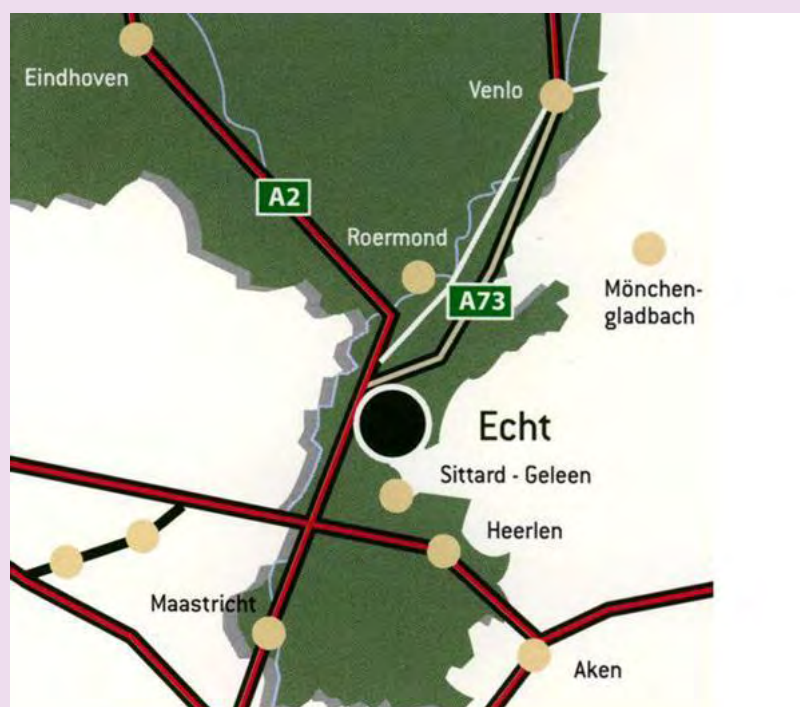 Eindhoven
Venlo
A2
Roermond
A73
Mönchen-
gladbach
Echt
Sittard - Geleen
Heerlen
Maastricht
Aken